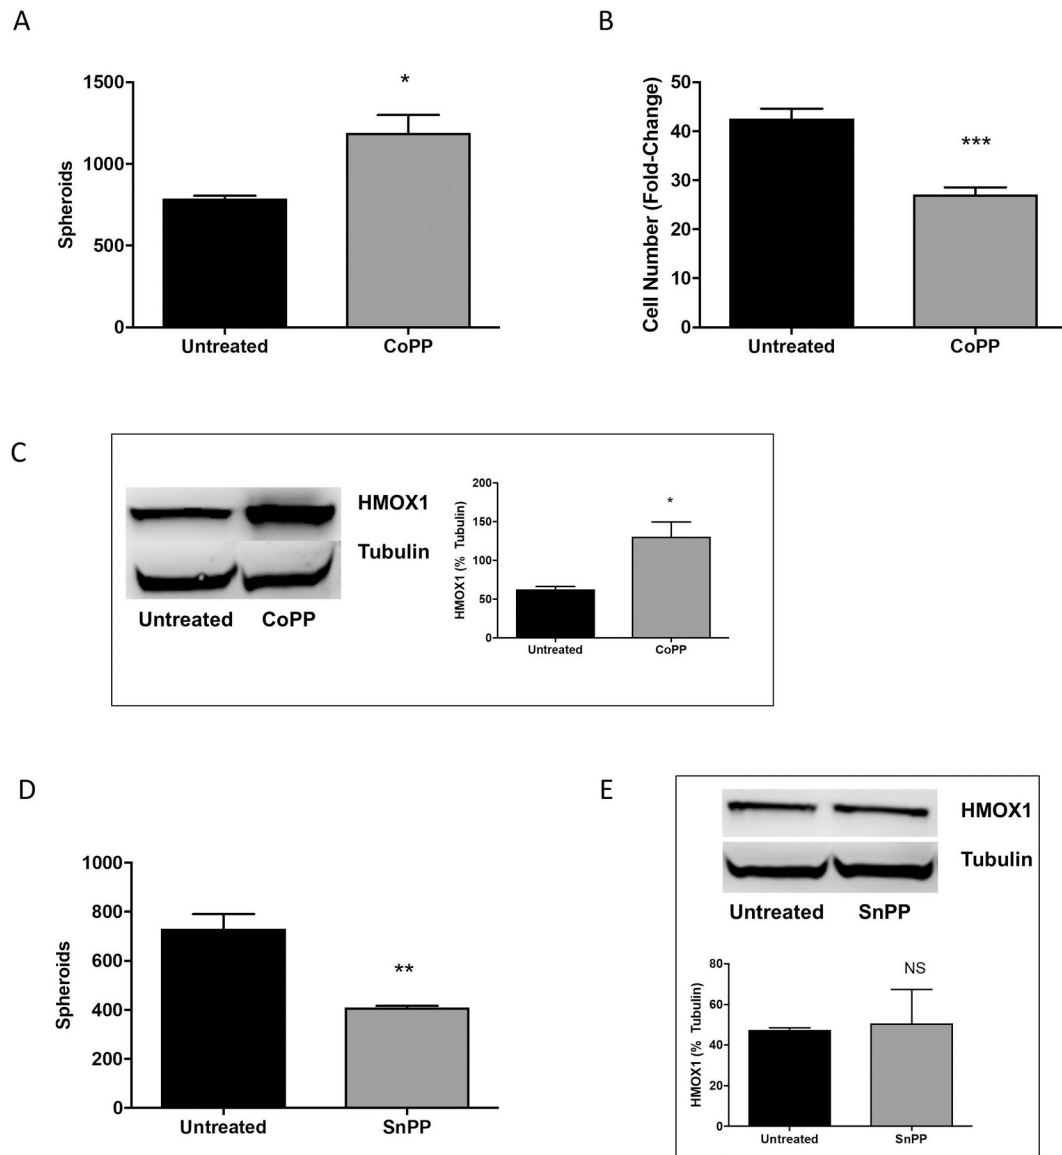 A
Spheroids
1500
1000
500
0
*
Untreated CoPP
B
Cell Number (Fold-Change)
50
40
30
20
10
0
***
Untreated CoPP
C
HMOX1
Tubulin
Untreated CoPP
HMOX1 (% Tubulin)
200
150
100
50
0
*
Untreated CoPP
D
Spheroids
1000
800
600
400
200
0
**
Untreated SnPP
E
HMOX1
Tubulin
Untreated SnPP
HMOX1 (% Tubulin)
80
60
40
20
0
NS
Untreated SnPP